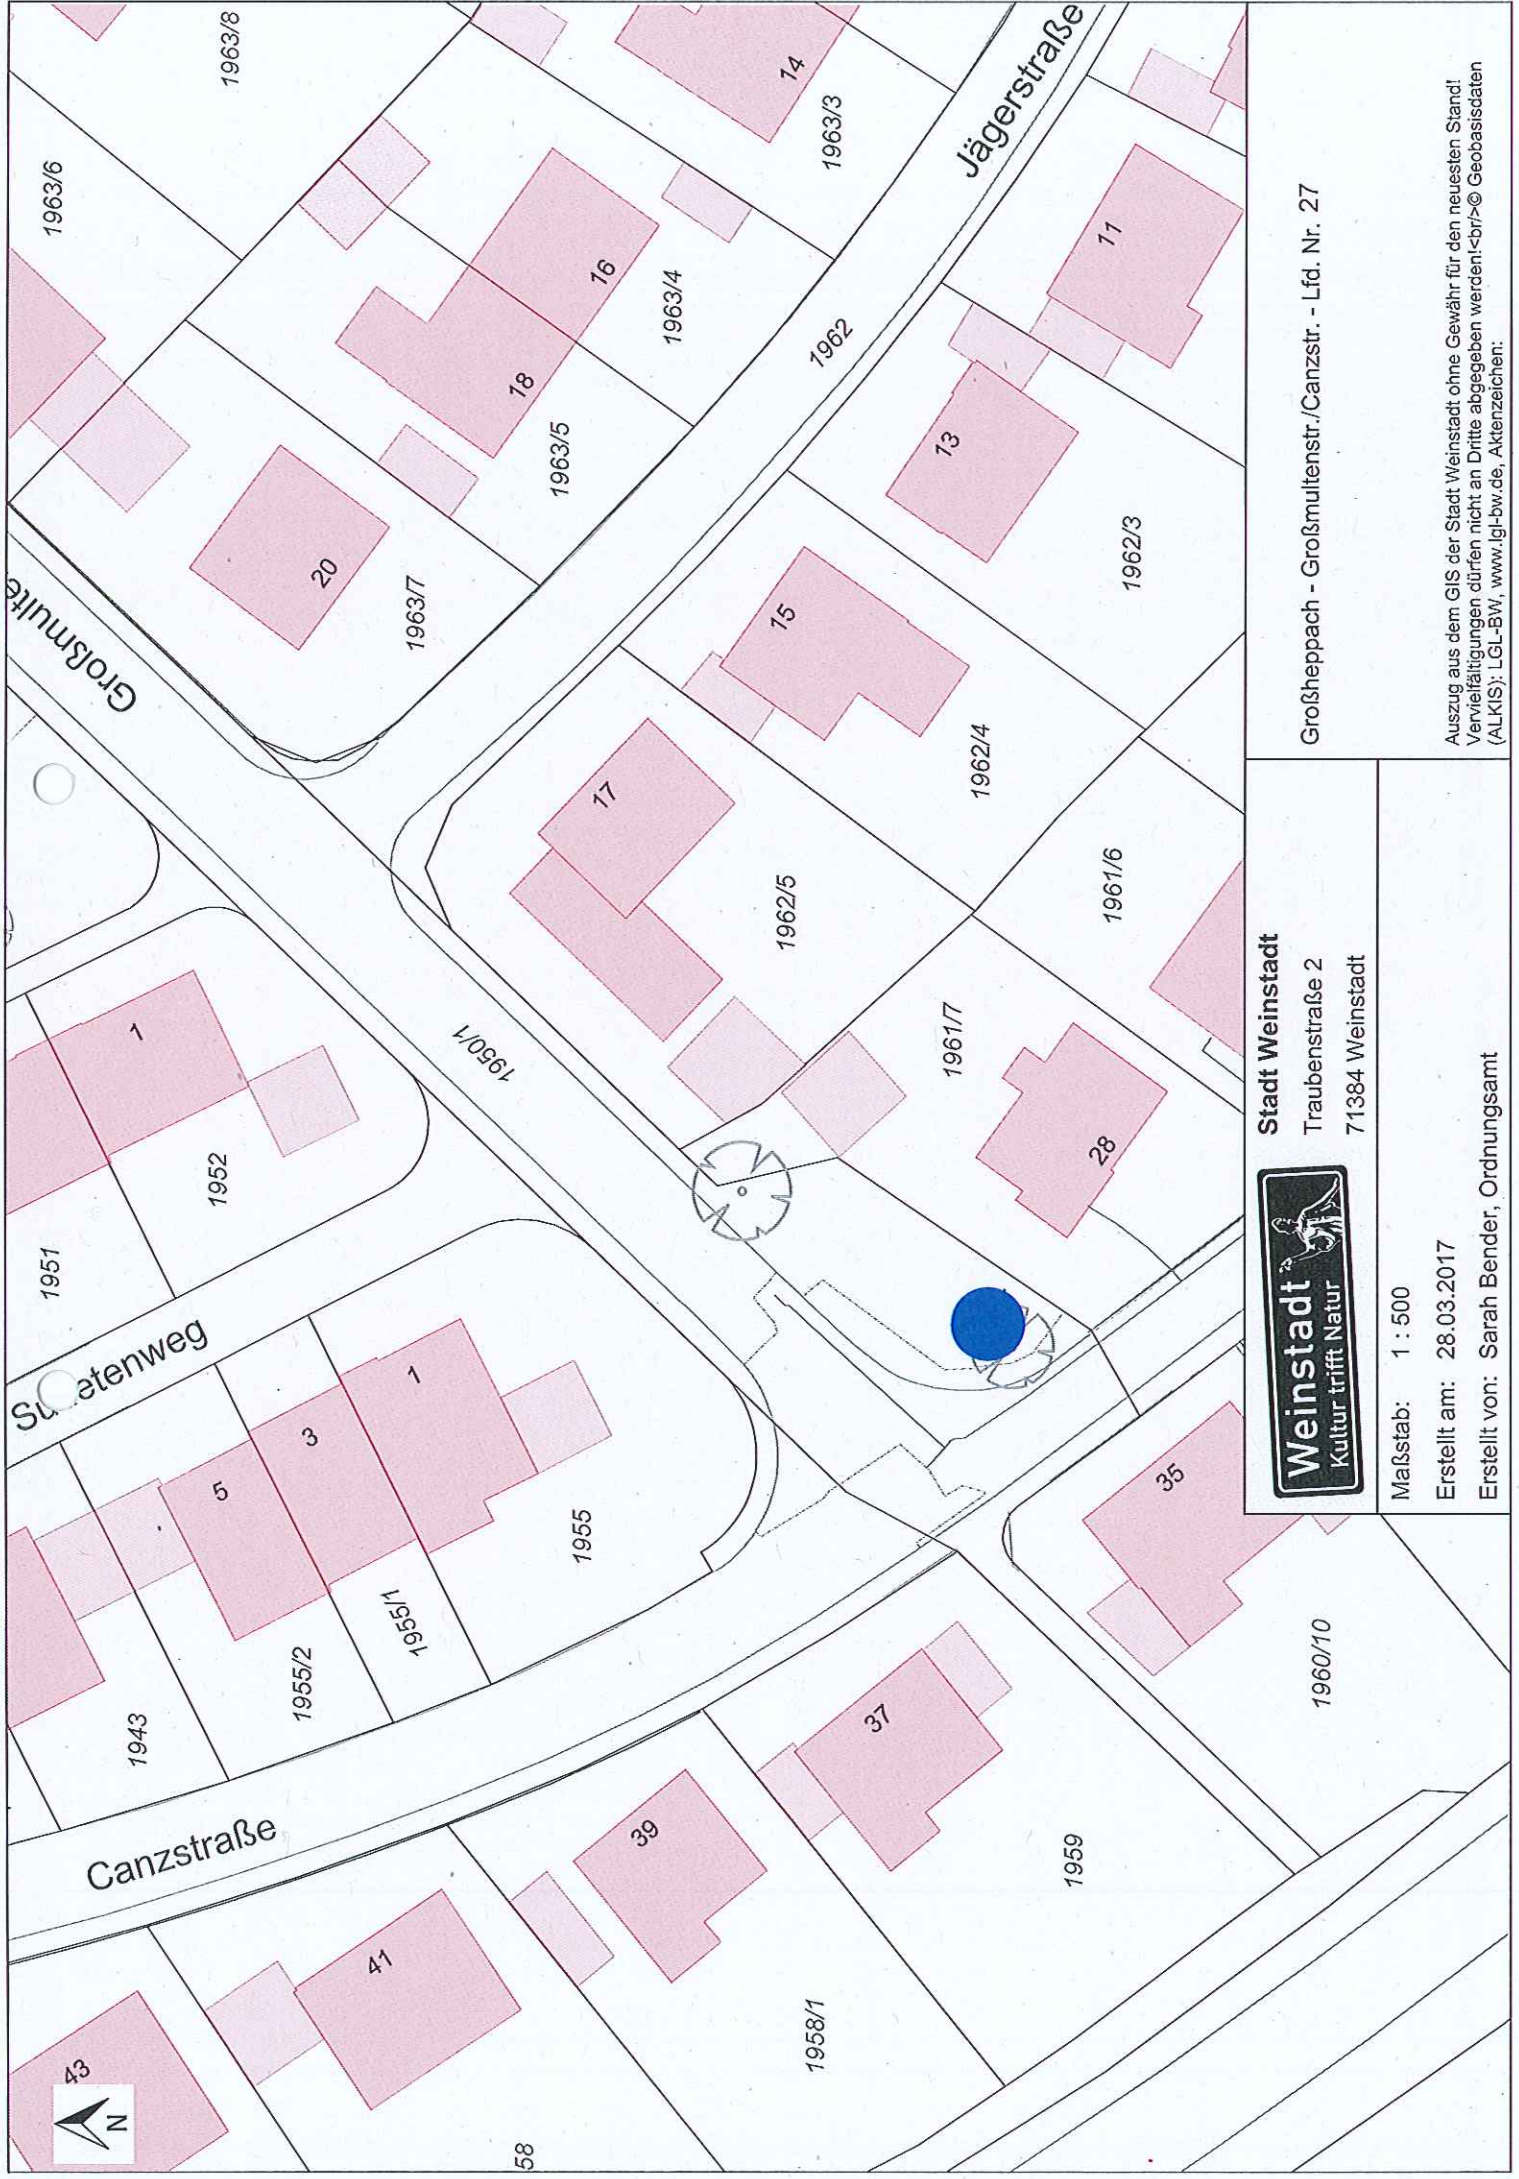 1963/6
1963/8
14
1963/3
Jägerstraße
16
1963/4
18
1963/5
20
1963/7
1962
11
13
1962/3
15
1962/4
17
1962/5
1961/6
1961/7
28
Großmulte
1950/1
1
1952
1951
etenweg
1
3
5
1955
1955/1
1955/2
1943
Canzstraße
35
1960/10
37
1959
39
1958/1
41
43
58
N
Großheppach - Großmultenstr./Canzstr. - Lfd. Nr. 27
Auszug aus dem GIS der Stadt Weinstadt ohne Gewähr für den neuesten Stand!
Vervielfältigungen dürfen nicht an Dritte abgegeben werden!<br/>© Geobasisdaten
(ALKIS): LGL-BW, www.lgl-bw.de, Aktenzeichen:
Weinstadt
Kultur trifft Natur
Stadt Weinstadt
Traubenstraße 2
71384 Weinstadt
Maßstab: 1 : 500
Erstellt am: 28.03.2017
Erstellt von: Sarah Bender, Ordnungsamt